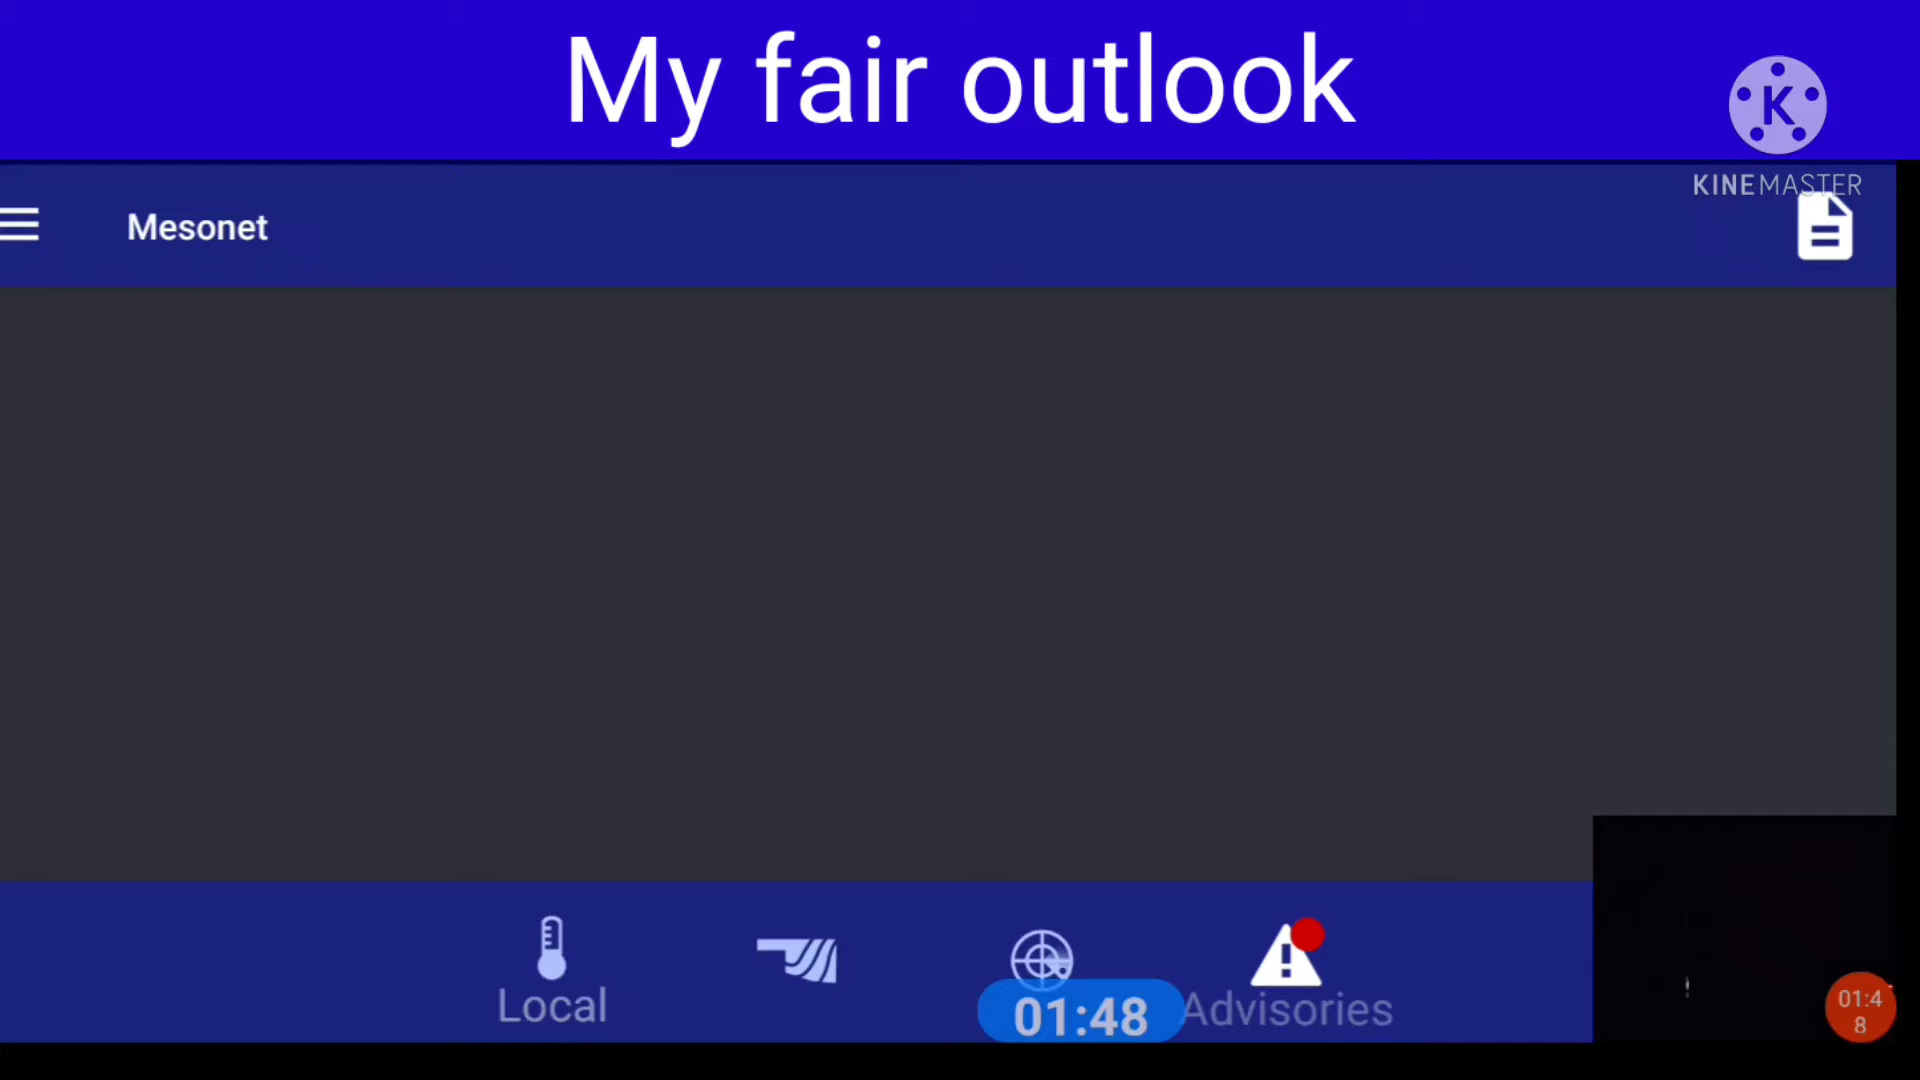 My fair outlook
K
KINEMASTER
Mesonet
Local
Advisories
01:48
01:4
8